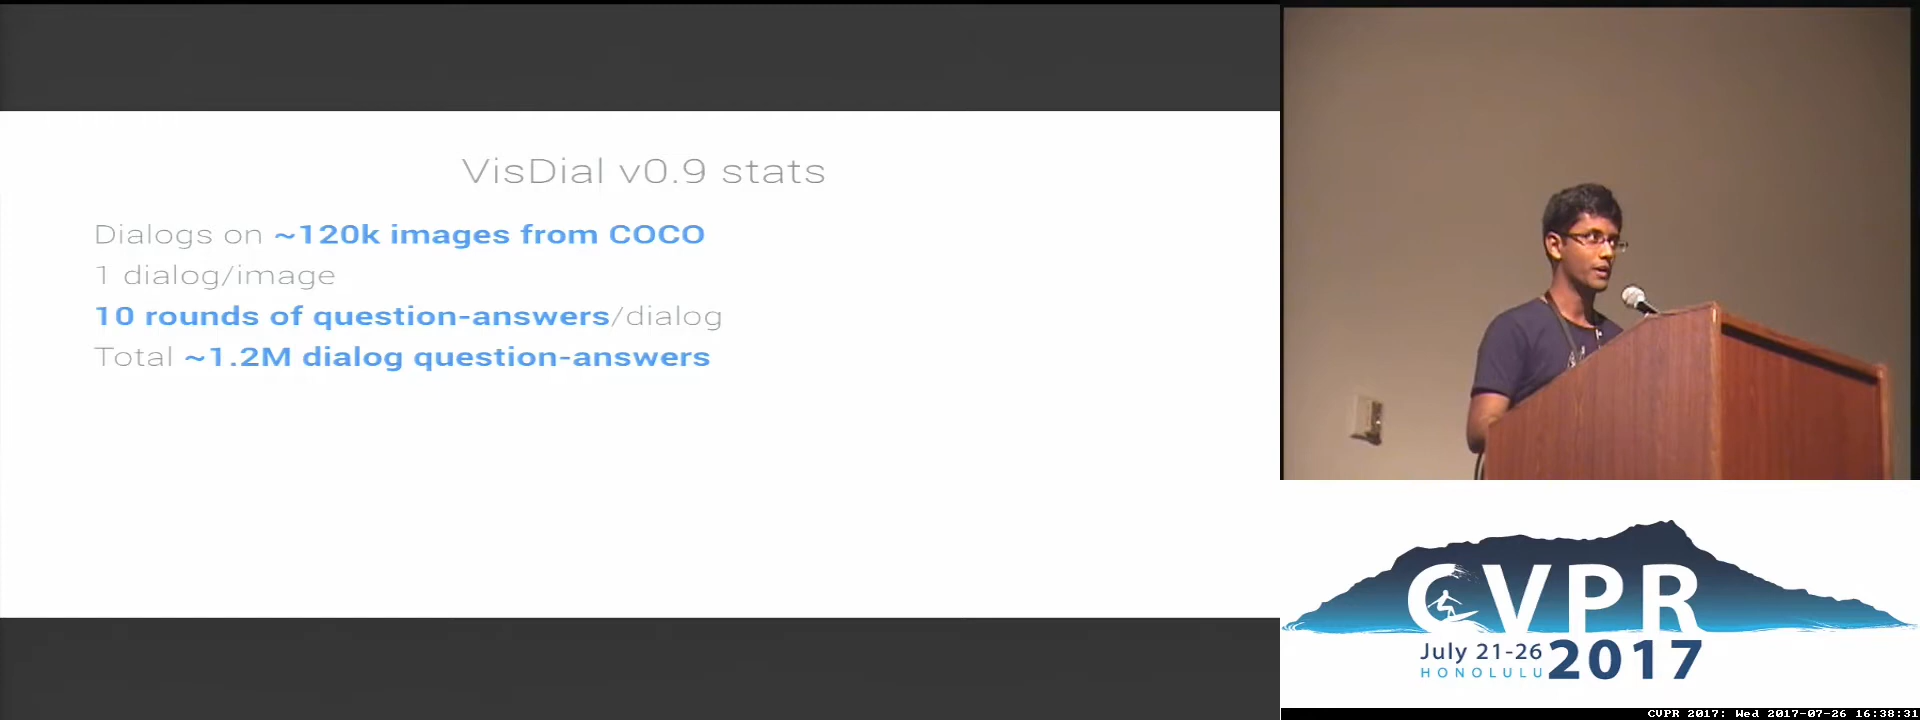 VisDial v0.9 stats
Dialogs on ~120k images from COCO
1 dialog/image
10 rounds of question-answers/dialog
Total ~1.2M dialog question-answers
CVPR
July 21-26
HONOLULU
2017
CVPR 2017: Wed 2017-07-26 16:38:31